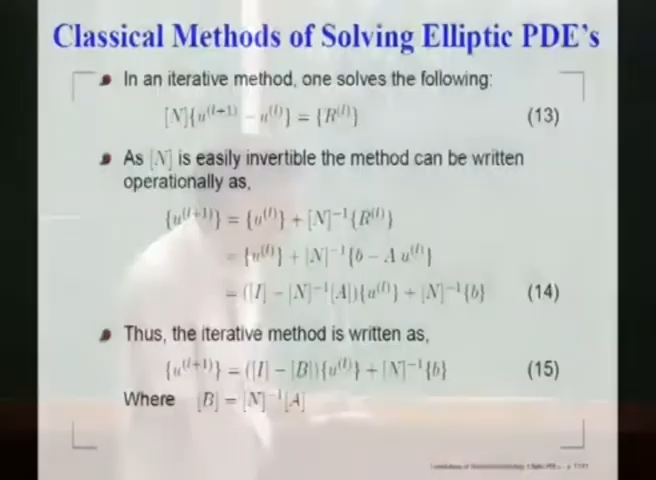 Classical Methods of Solving Elliptic PDE's
In an iterative method, one solves the following:
[N]{u^(l+1) − u^(l)} = {R^(l)} (13)
As [N] is easily invertible the method can be written
operationally as,
{u^(l+1)} = {u^(l)} + [N]^−1{R^(l)}
= {u^(l)} + [N]^−1{b − A u^(l)}
= ([I] − [N]^−1[A]){u^(l)} + [N]^−1{b} (14)
Thus, the iterative method is written as,
{u^(l+1)} = ([I] − [B]){u^(l)} + [N]^−1{b} (15)
Where [B] = [N]^−1[A]